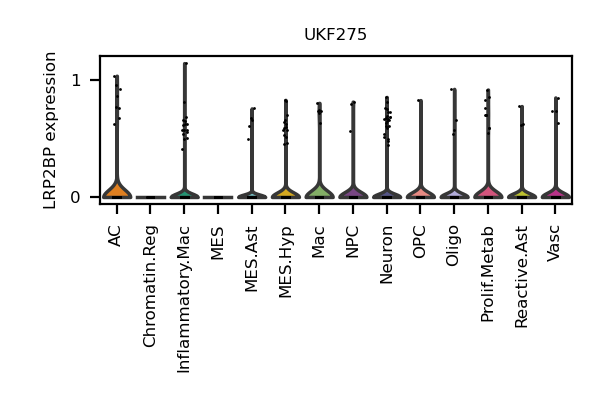 UKF275
LRP2BP expression
1
0
AC
Chromatin.Reg
Inflammatory.Mac
MES
MES.Ast
MES.Hyp
Mac
NPC
Neuron
OPC
Oligo
Prolif.Metab
Reactive.Ast
Vasc